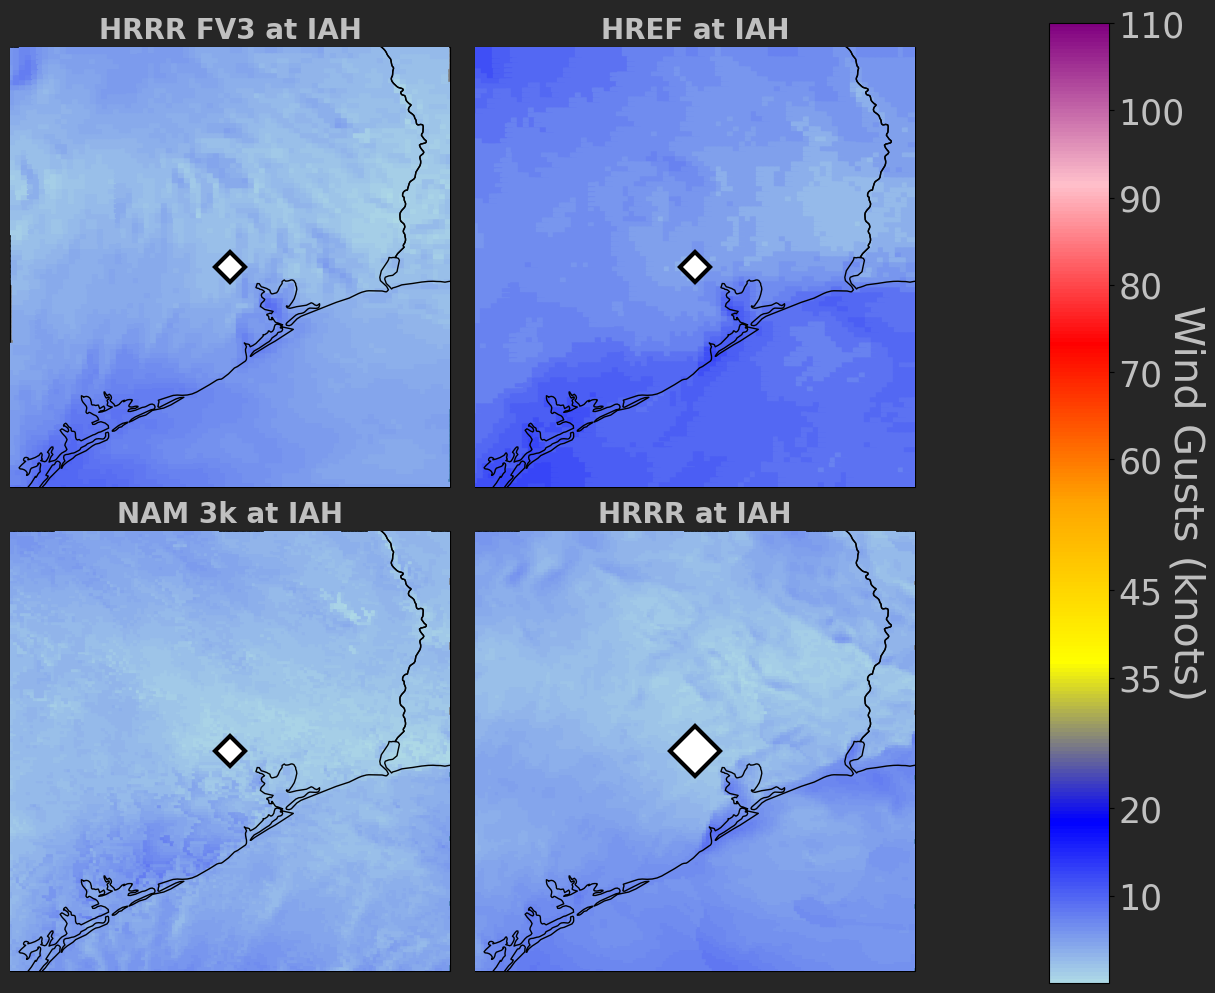 HRRR FV3 at IAH
HREF at IAH
NAM 3k at IAH
HRRR at IAH
110
100
90
80
70
60
45
35
20
10
Wind Gusts (knots)